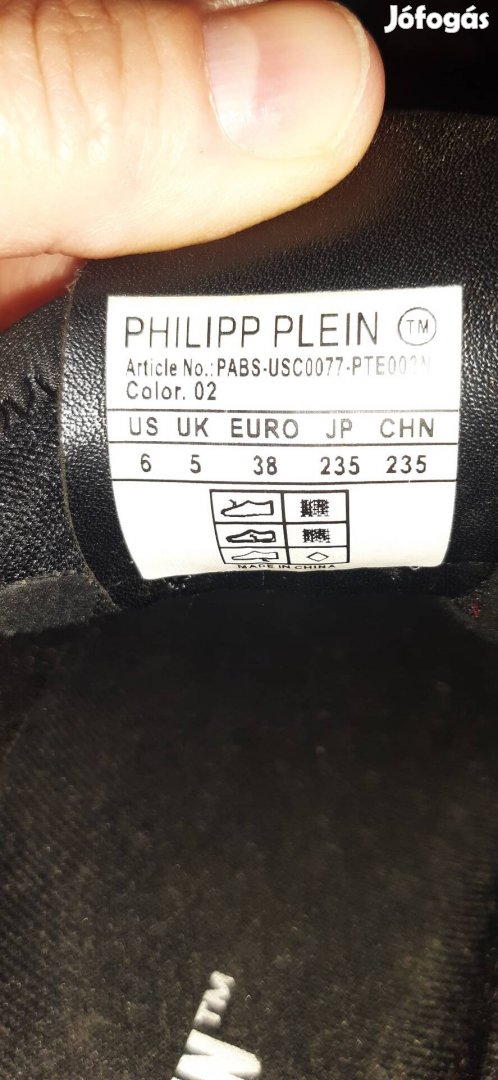 Jófogás
PHILIPP PLEIN TM
Article No.:PABS-USC0077-PTE003N
Color. 02
US UK EURO JP CHN
6 5 38 235 235
MADE IN CHINA
TM